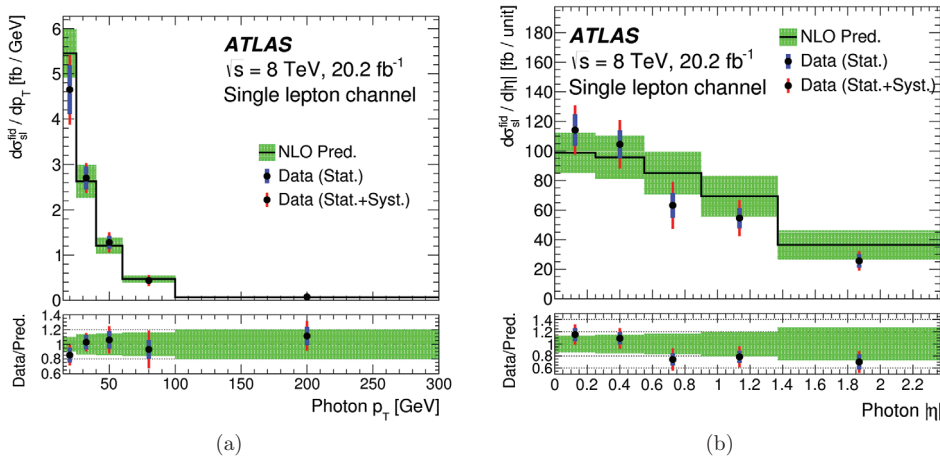 dσ^fid_sl / dp_T [fb / GeV]
6
5
4
3
2
1
0
ATLAS
√s = 8 TeV, 20.2 fb^-1
Single lepton channel
NLO Pred.
Data (Stat.)
Data (Stat.+Syst.)
Data/Pred.
1.4
1.2
1
0.8
0.6
50 100 150 200 250 300
Photon p_T [GeV]
(a)
dσ^fid_sl / d|η| [fb / unit]
180
160
140
120
100
80
60
40
20
0
ATLAS
√s = 8 TeV, 20.2 fb^-1
Single lepton channel
NLO Pred.
Data (Stat.)
Data (Stat.+Syst.)
Data/Pred.
1.4
1.2
1
0.8
0.6
0 0.2 0.4 0.6 0.8 1 1.2 1.4 1.6 1.8 2 2.2
Photon |η|
(b)